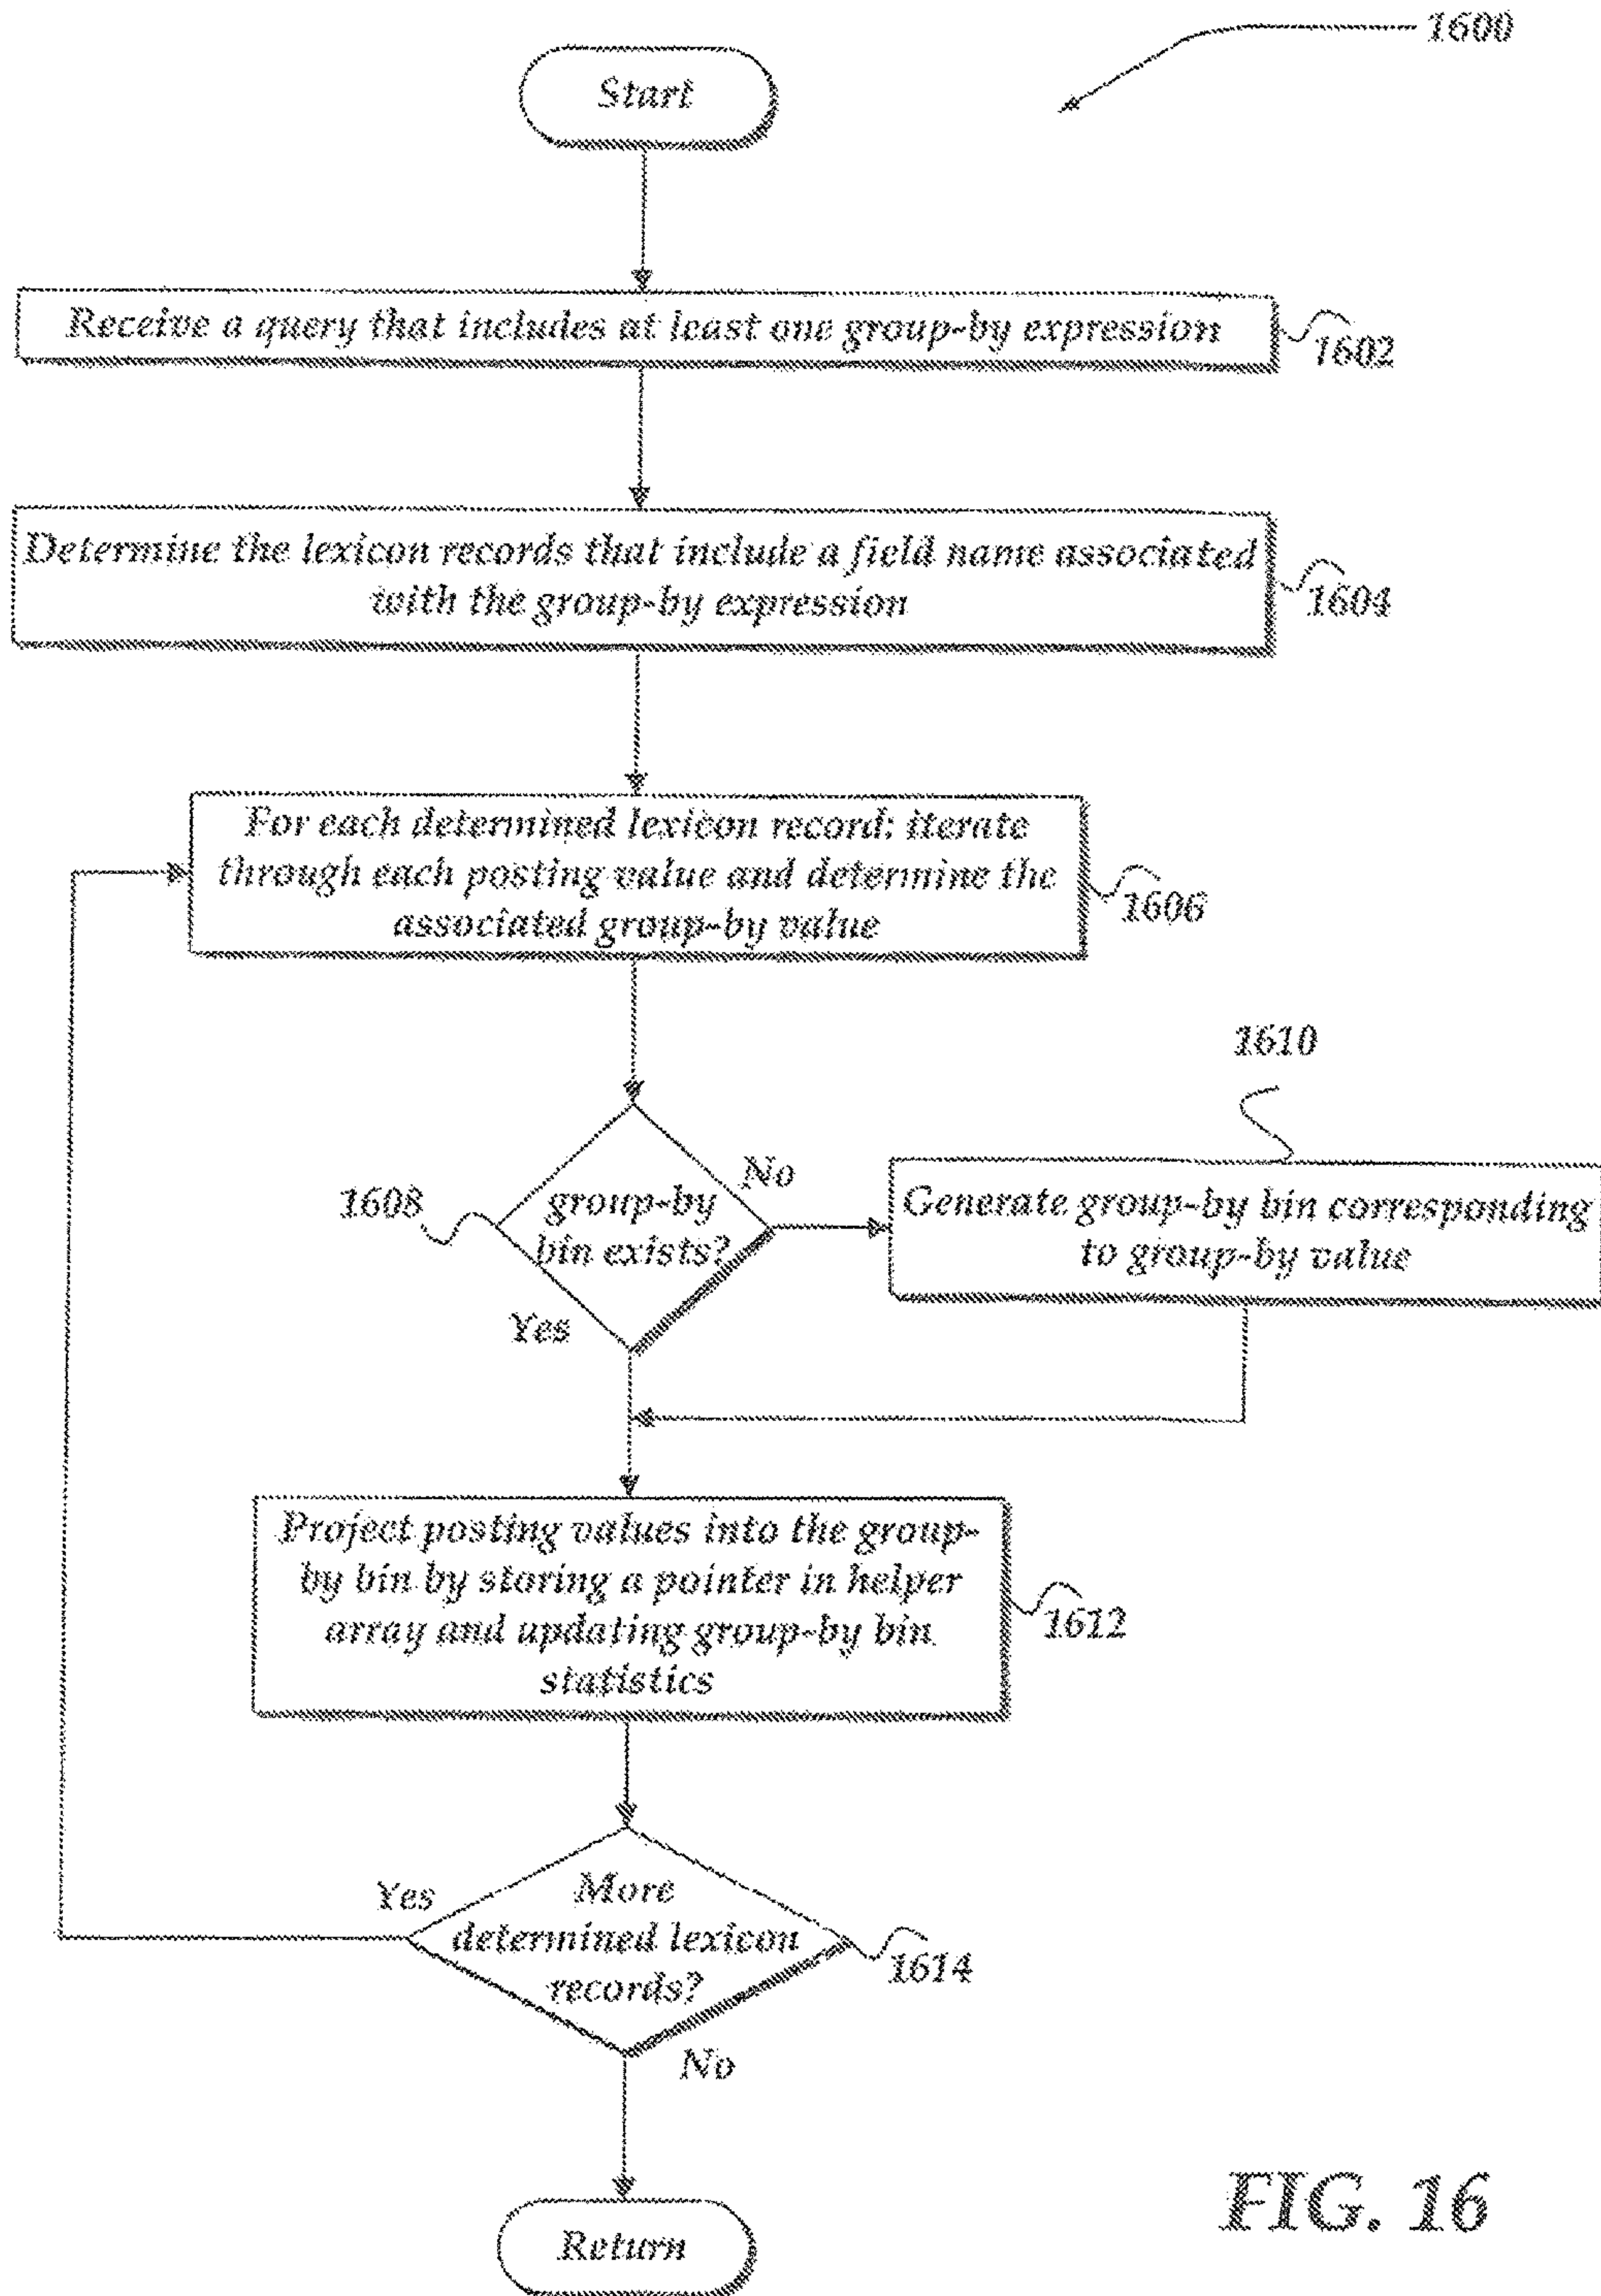 1600
Start
Receive a query that includes at least one group-by expression
1602
Determine the lexicon records that include a field name associated
with the group-by expression
1604
For each determined lexicon record: iterate
through each posting value and determine the
associated group-by value
1606
1610
No
1608
group-by
bin exists?
Generate group-by bin corresponding
to group-by value
Yes
Project posting values into the group-
by bin by storing a pointer in helper
array and updating group-by bin
statistics
1612
Yes
More
determined lexicon
records?
1614
No
Return
FIG. 16